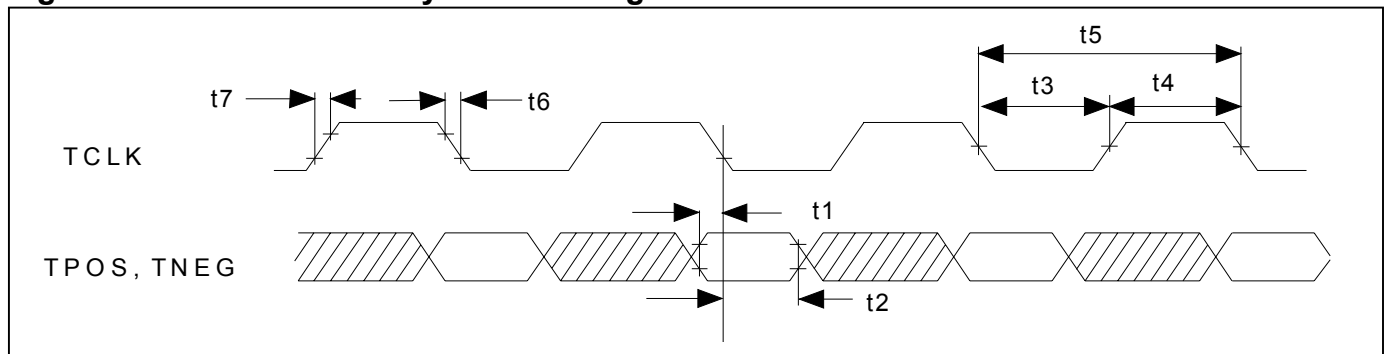 t5
t3 t4
t7 t6
TCLK
t1
TPOS, TNEG
t2